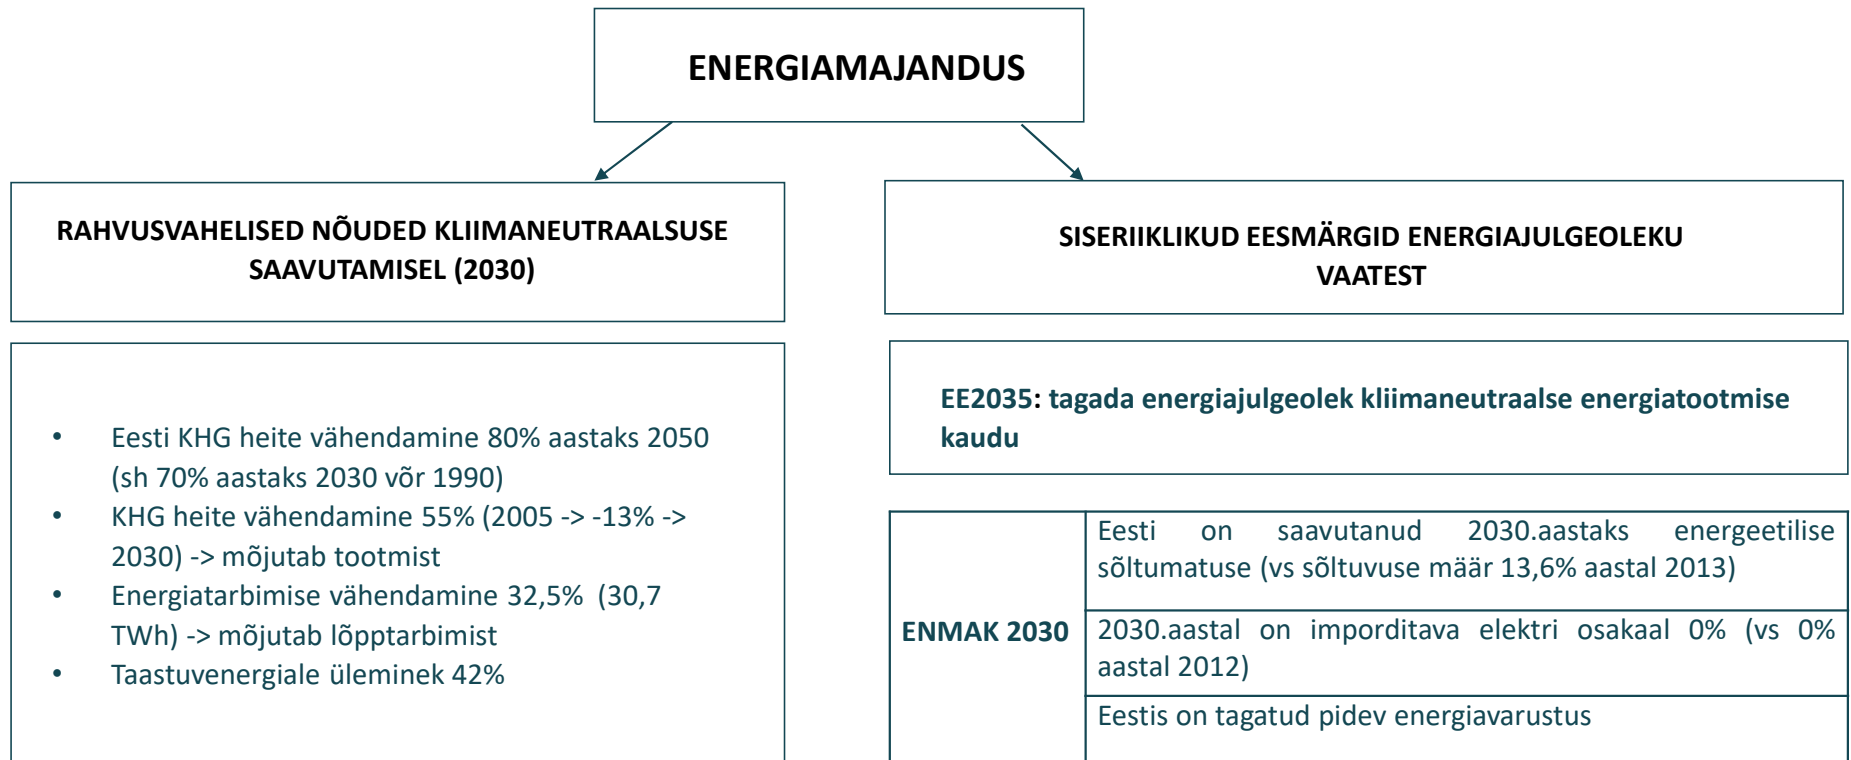 ENERGIAMAJANDUS
RAHVUSVAHELISED NÕUDED KLIIMANEUTRAALSUSE
SAAVUTAMISEL (2030)
• Eesti KHG heite vähendamine 80% aastaks 2050
(sh 70% aastaks 2030 võr 1990)
• KHG heite vähendamine 55% (2005 -> -13% ->
2030) -> mõjutab tootmist
• Energiatarbimise vähendamine 32,5% (30,7
TWh) -> mõjutab lõpptarbimist
• Taastuvenergiale üleminek 42%
SISERIIKLIKUD EESMÄRGID ENERGIAJULGEOLEKU
VAATEST
EE2035: tagada energiajulgeolek kliimaneutraalse energiatootmise
kaudu
ENMAK 2030
Eesti on saavutanud 2030.aastaks energeetilise
sõltumatuse (vs sõltuvuse määr 13,6% aastal 2013)
2030.aastal on imporditava elektri osakaal 0% (vs 0%
aastal 2012)
Eestis on tagatud pidev energiavarustus